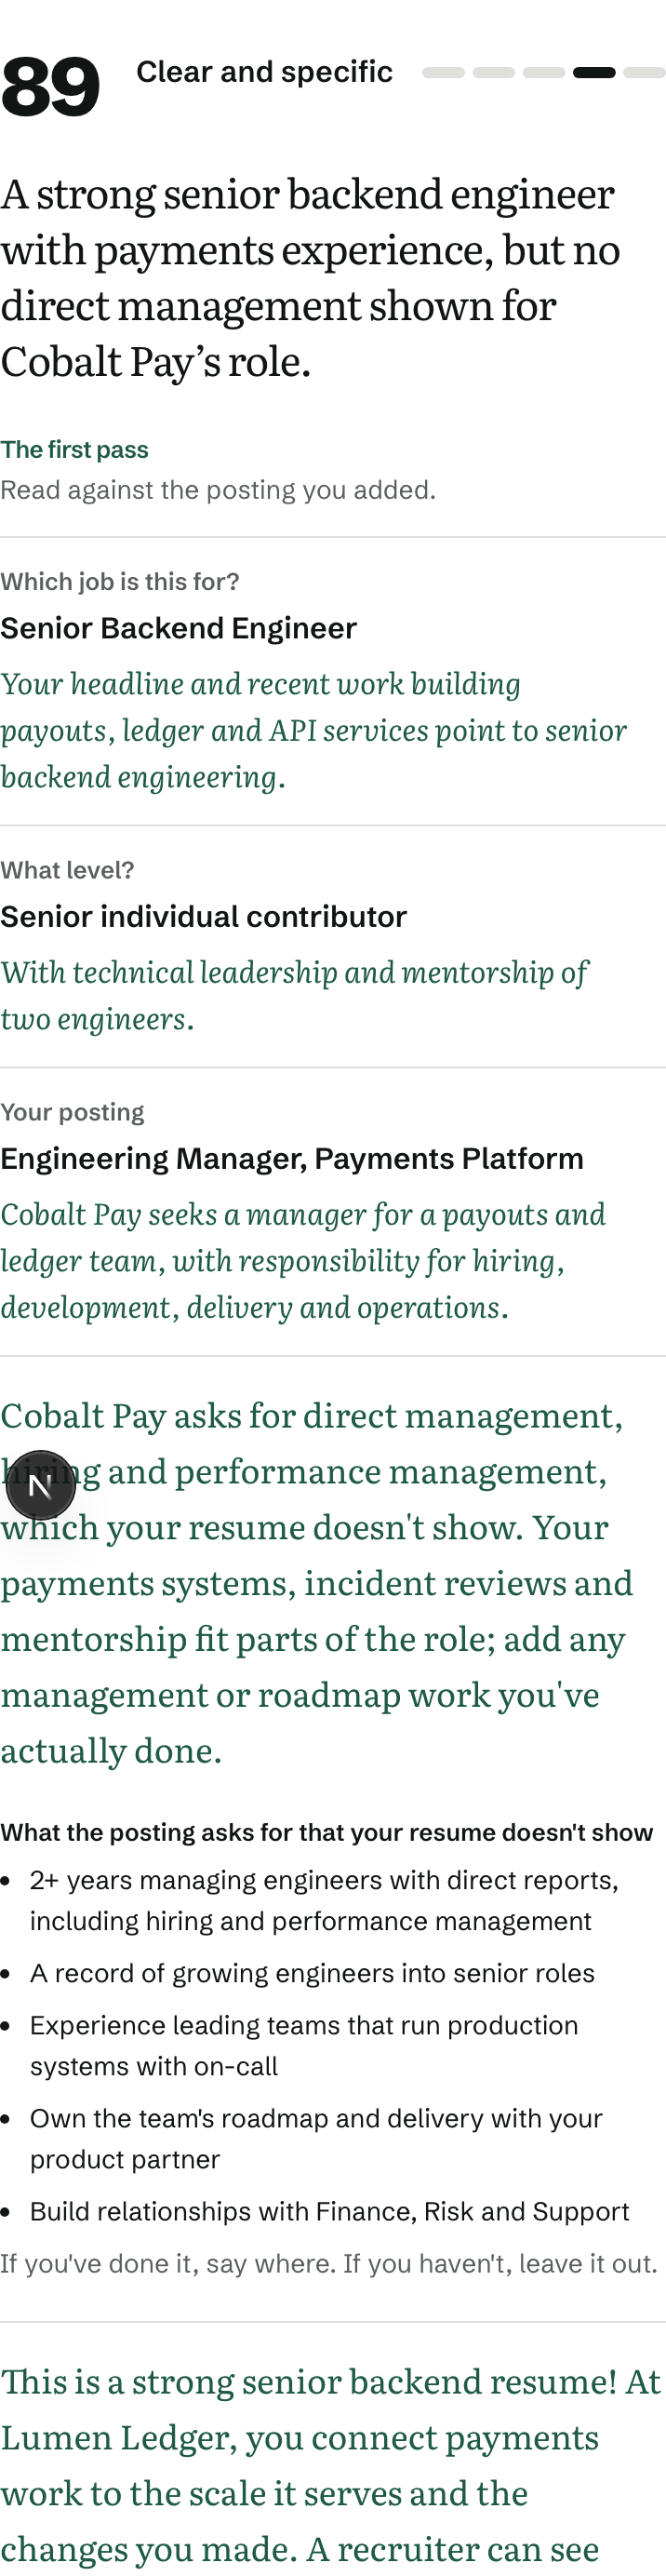 89 Clear and specific
A strong senior backend engineer
with payments experience, but no
direct management shown for
Cobalt Pay’s role.
The first pass
Read against the posting you added.
Which job is this for?
Senior Backend Engineer
Your headline and recent work building
payouts, ledger and API services point to senior
backend engineering.
What level?
Senior individual contributor
With technical leadership and mentorship of
two engineers.
Your posting
Engineering Manager, Payments Platform
Cobalt Pay seeks a manager for a payouts and
ledger team, with responsibility for hiring,
development, delivery and operations.
Cobalt Pay asks for direct management,
hiring and performance management,
N
which your resume doesn't show. Your
payments systems, incident reviews and
mentorship fit parts of the role; add any
management or roadmap work you've
actually done.
What the posting asks for that your resume doesn't show
• 2+ years managing engineers with direct reports,
including hiring and performance management
• A record of growing engineers into senior roles
• Experience leading teams that run production
systems with on-call
• Own the team's roadmap and delivery with your
product partner
• Build relationships with Finance, Risk and Support
If you've done it, say where. If you haven't, leave it out.
This is a strong senior backend resume! At
Lumen Ledger, you connect payments
work to the scale it serves and the
changes you made. A recruiter can see